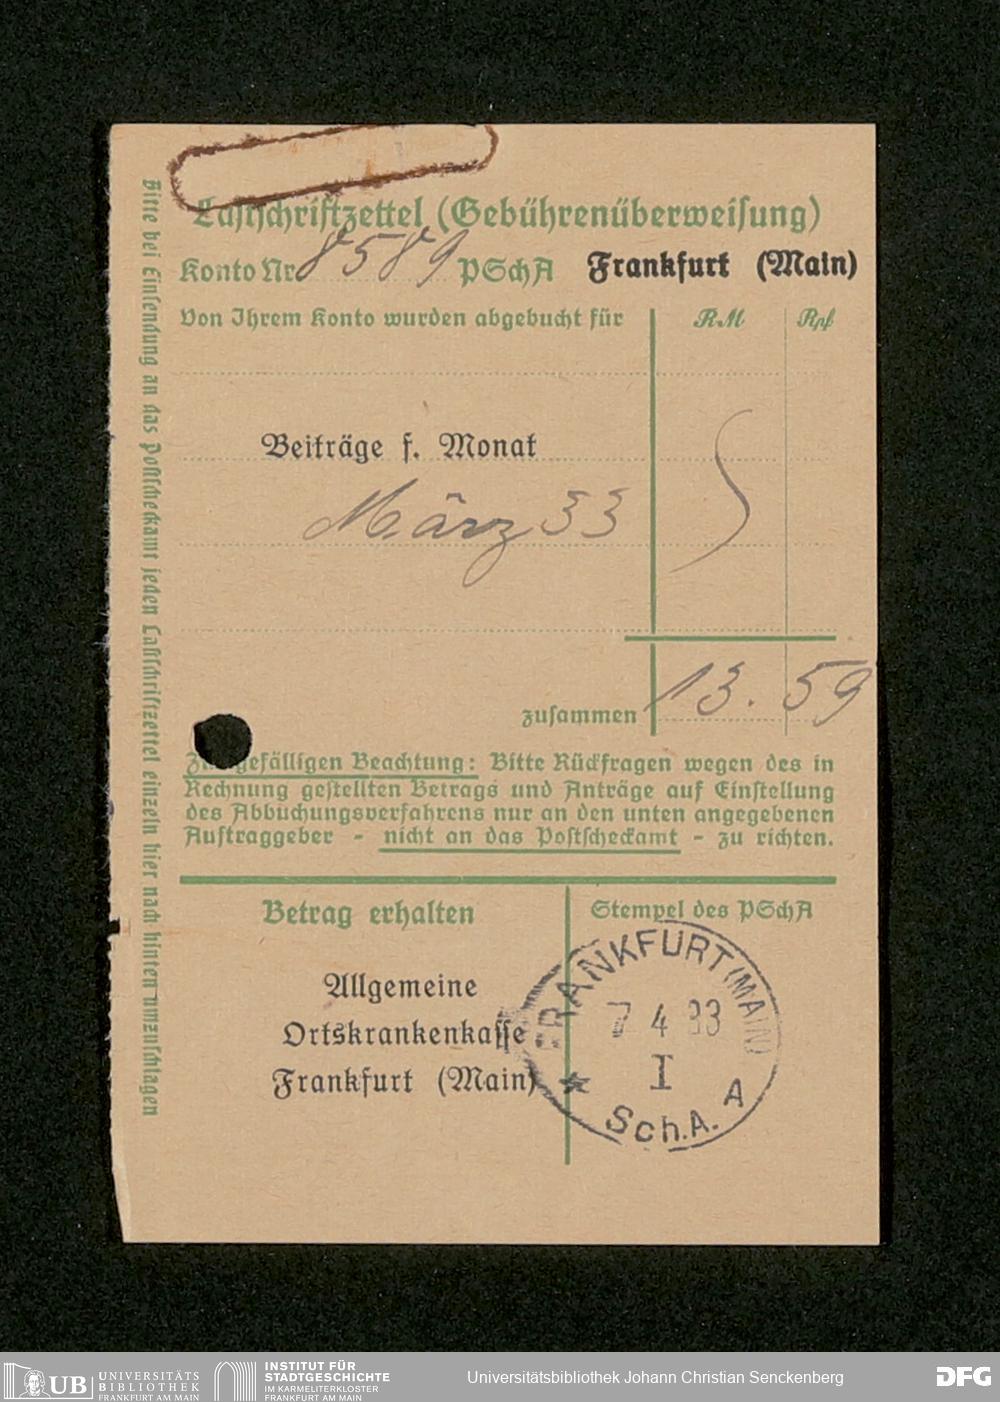 Lastschriftzettel (Gebührenüberweisung)
Konto Nr. 8589 PSchA Frankfurt (Main)
Von Ihrem Konto wurden abgebucht für RM Rpf
Beiträge f. Monat
März 33
zusammen 13. 59
Zur gefälligen Beachtung: Bitte Rückfragen wegen des in
Rechnung gestellten Betrags und Anträge auf Einstellung
des Abbuchungsverfahrens nur an den unten angegebenen
Auftraggeber - nicht an das Postscheckamt - zu richten.
Betrag erhalten
Allgemeine
Ortskrankenkasse
Frankfurt (Main)
Stempel des PSchA
FRANKFURT (MAIN)
7 4 33
I
A
* Sch.A.
Bitte bei Einsendung an das Postscheckamt jeden Lastschriftzettel einzeln hier nach hinten umzuschlagen
UB UNIVERSITÄTS
BIBLIOTHEK
FRANKFURT AM MAIN
INSTITUT FÜR
STADTGESCHICHTE
IM KARMELITERKLOSTER
FRANKFURT AM MAIN
Universitätsbibliothek Johann Christian Senckenberg
DFG